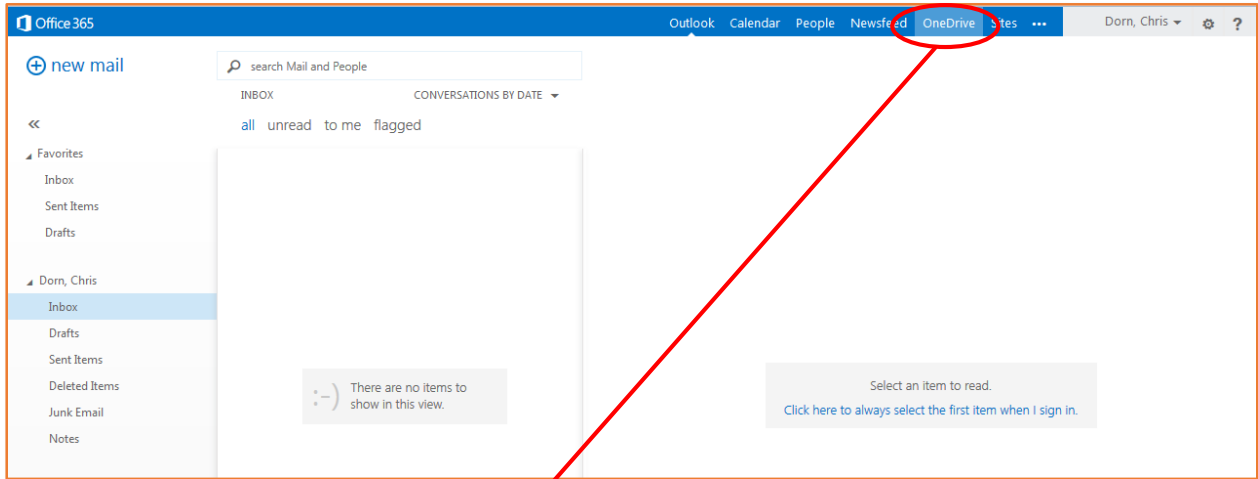 Office 365
Outlook Calendar People Newsfeed OneDrive Sites ••• Dorn, Chris ?
new mail
search Mail and People
INBOX CONVERSATIONS BY DATE
all unread to me flagged
Favorites
Inbox
Sent Items
Drafts
Dorn, Chris
Inbox
Drafts
Sent Items
Deleted Items
Junk Email
Notes
:-) There are no items to
show in this view.
Select an item to read.
Click here to always select the first item when I sign in.